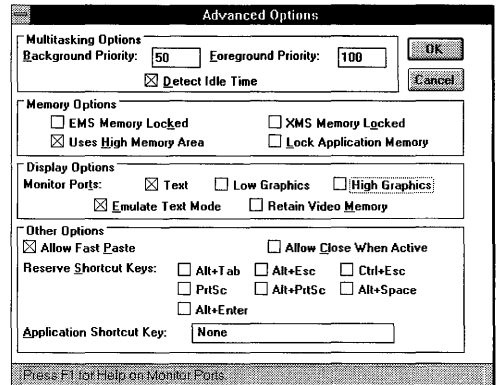 Advanced Options
Multitasking Options
Background Priority: 50 Foreground Priority: 100
Detect Idle Time
OK
Cancel
Memory Options
EMS Memory Locked XMS Memory Locked
Uses High Memory Area Lock Application Memory
Display Options
Monitor Ports: Text Low Graphics High Graphics
Emulate Text Mode Retain Video Memory
Other Options
Allow Fast Paste Allow Close When Active
Reserve Shortcut Keys: Alt+Tab Alt+Esc Ctrl+Esc
PrtSc Alt+PrtSc Alt+Space
Alt+Enter
Application Shortcut Key: None
Press F1 for Help on Monitor Ports.